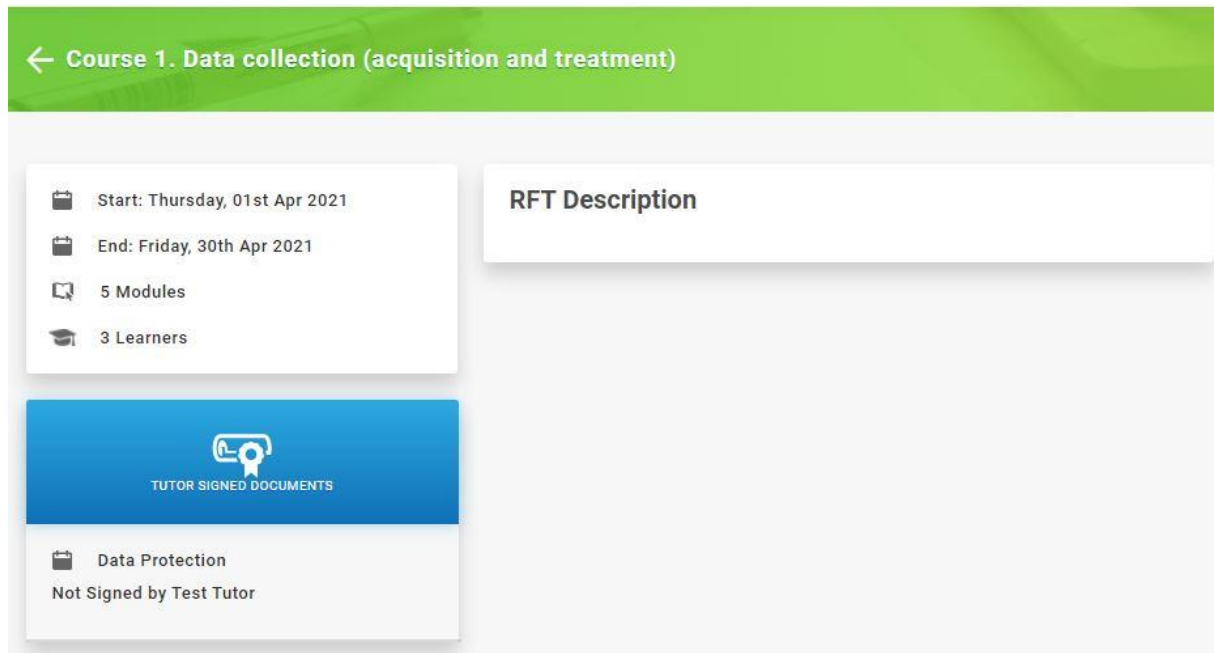 Course 1. Data collection (acquisition and treatment)
Start: Thursday, 01st Apr 2021
End: Friday, 30th Apr 2021
5 Modules
3 Learners
RFT Description
TUTOR SIGNED DOCUMENTS
Data Protection
Not Signed by Test Tutor